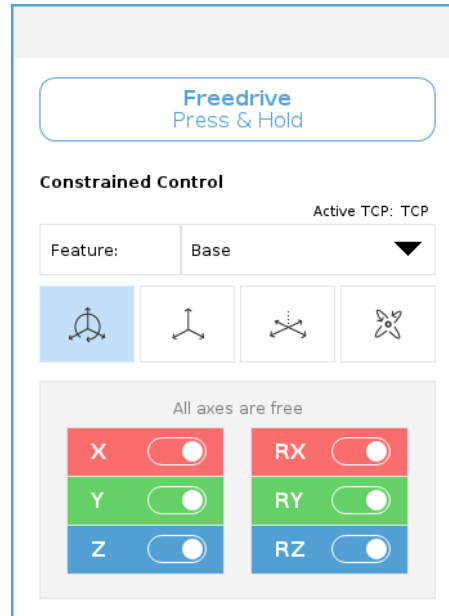 Freedrive
Press & Hold
Constrained Control
Active TCP: TCP
Feature: Base
All axes are free
X RX
Y RY
Z RZ